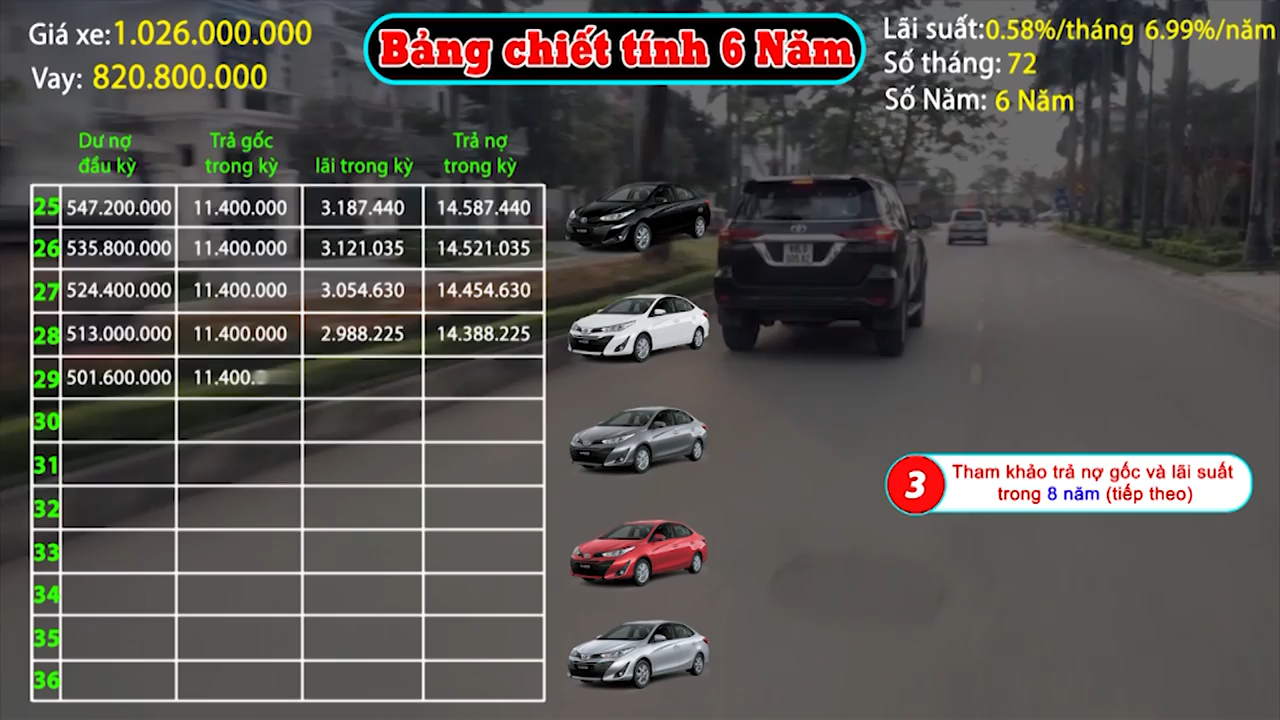 Giá xe:1.026.000.000
Vay: 820.800.000
Bảng chiết tính 6 Năm
Lãi suất:0.58%/tháng 6.99%/năm
Số tháng: 72
Số Năm: 6 Năm
Dư nợ đầu kỳ Trả gốc trong kỳ lãi trong kỳ Trả nợ trong kỳ
25 547.200.000 11.400.000 3.187.440 14.587.440
26 535.800.000 11.400.000 3.121.035 14.521.035
27 524.400.000 11.400.000 3.054.630 14.454.630
28 513.000.000 11.400.000 2.988.225 14.388.225
29 501.600.000 11.400.
30
31
32
33
34
35
36
3
Tham khảo trả nợ gốc và lãi suất
trong 8 năm (tiếp theo)